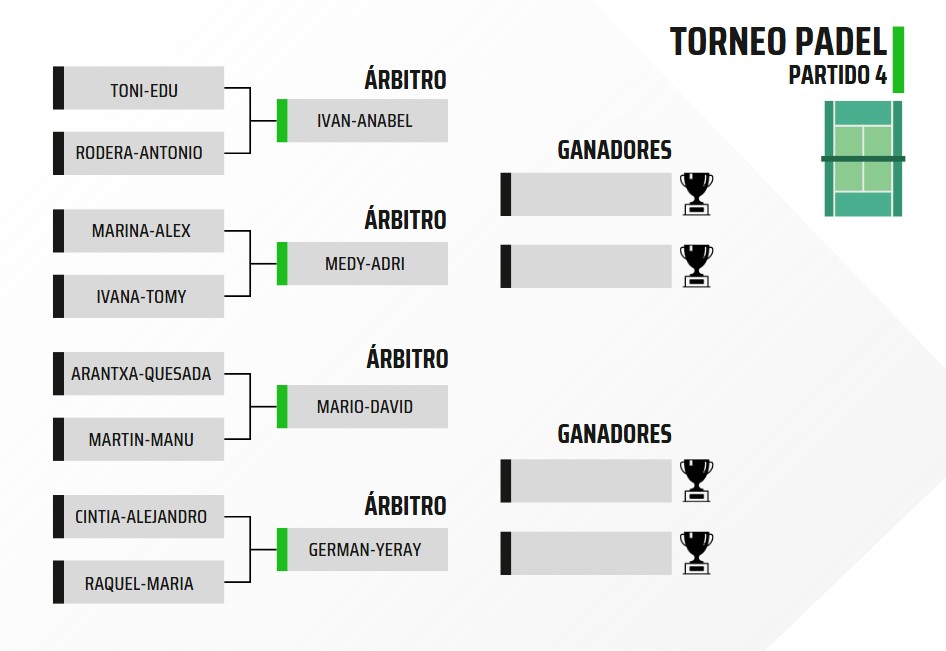 TORNEO PADEL
PARTIDO 4
TONI-EDU
RODERA-ANTONIO
ÁRBITRO
IVAN-ANABEL
MARINA-ALEX
IVANA-TOMY
ÁRBITRO
MEDY-ADRI
GANADORES
ARANTXA-QUESADA
MARTIN-MANU
ÁRBITRO
MARIO-DAVID
CINTIA-ALEJANDRO
RAQUEL-MARIA
ÁRBITRO
GERMAN-YERAY
GANADORES